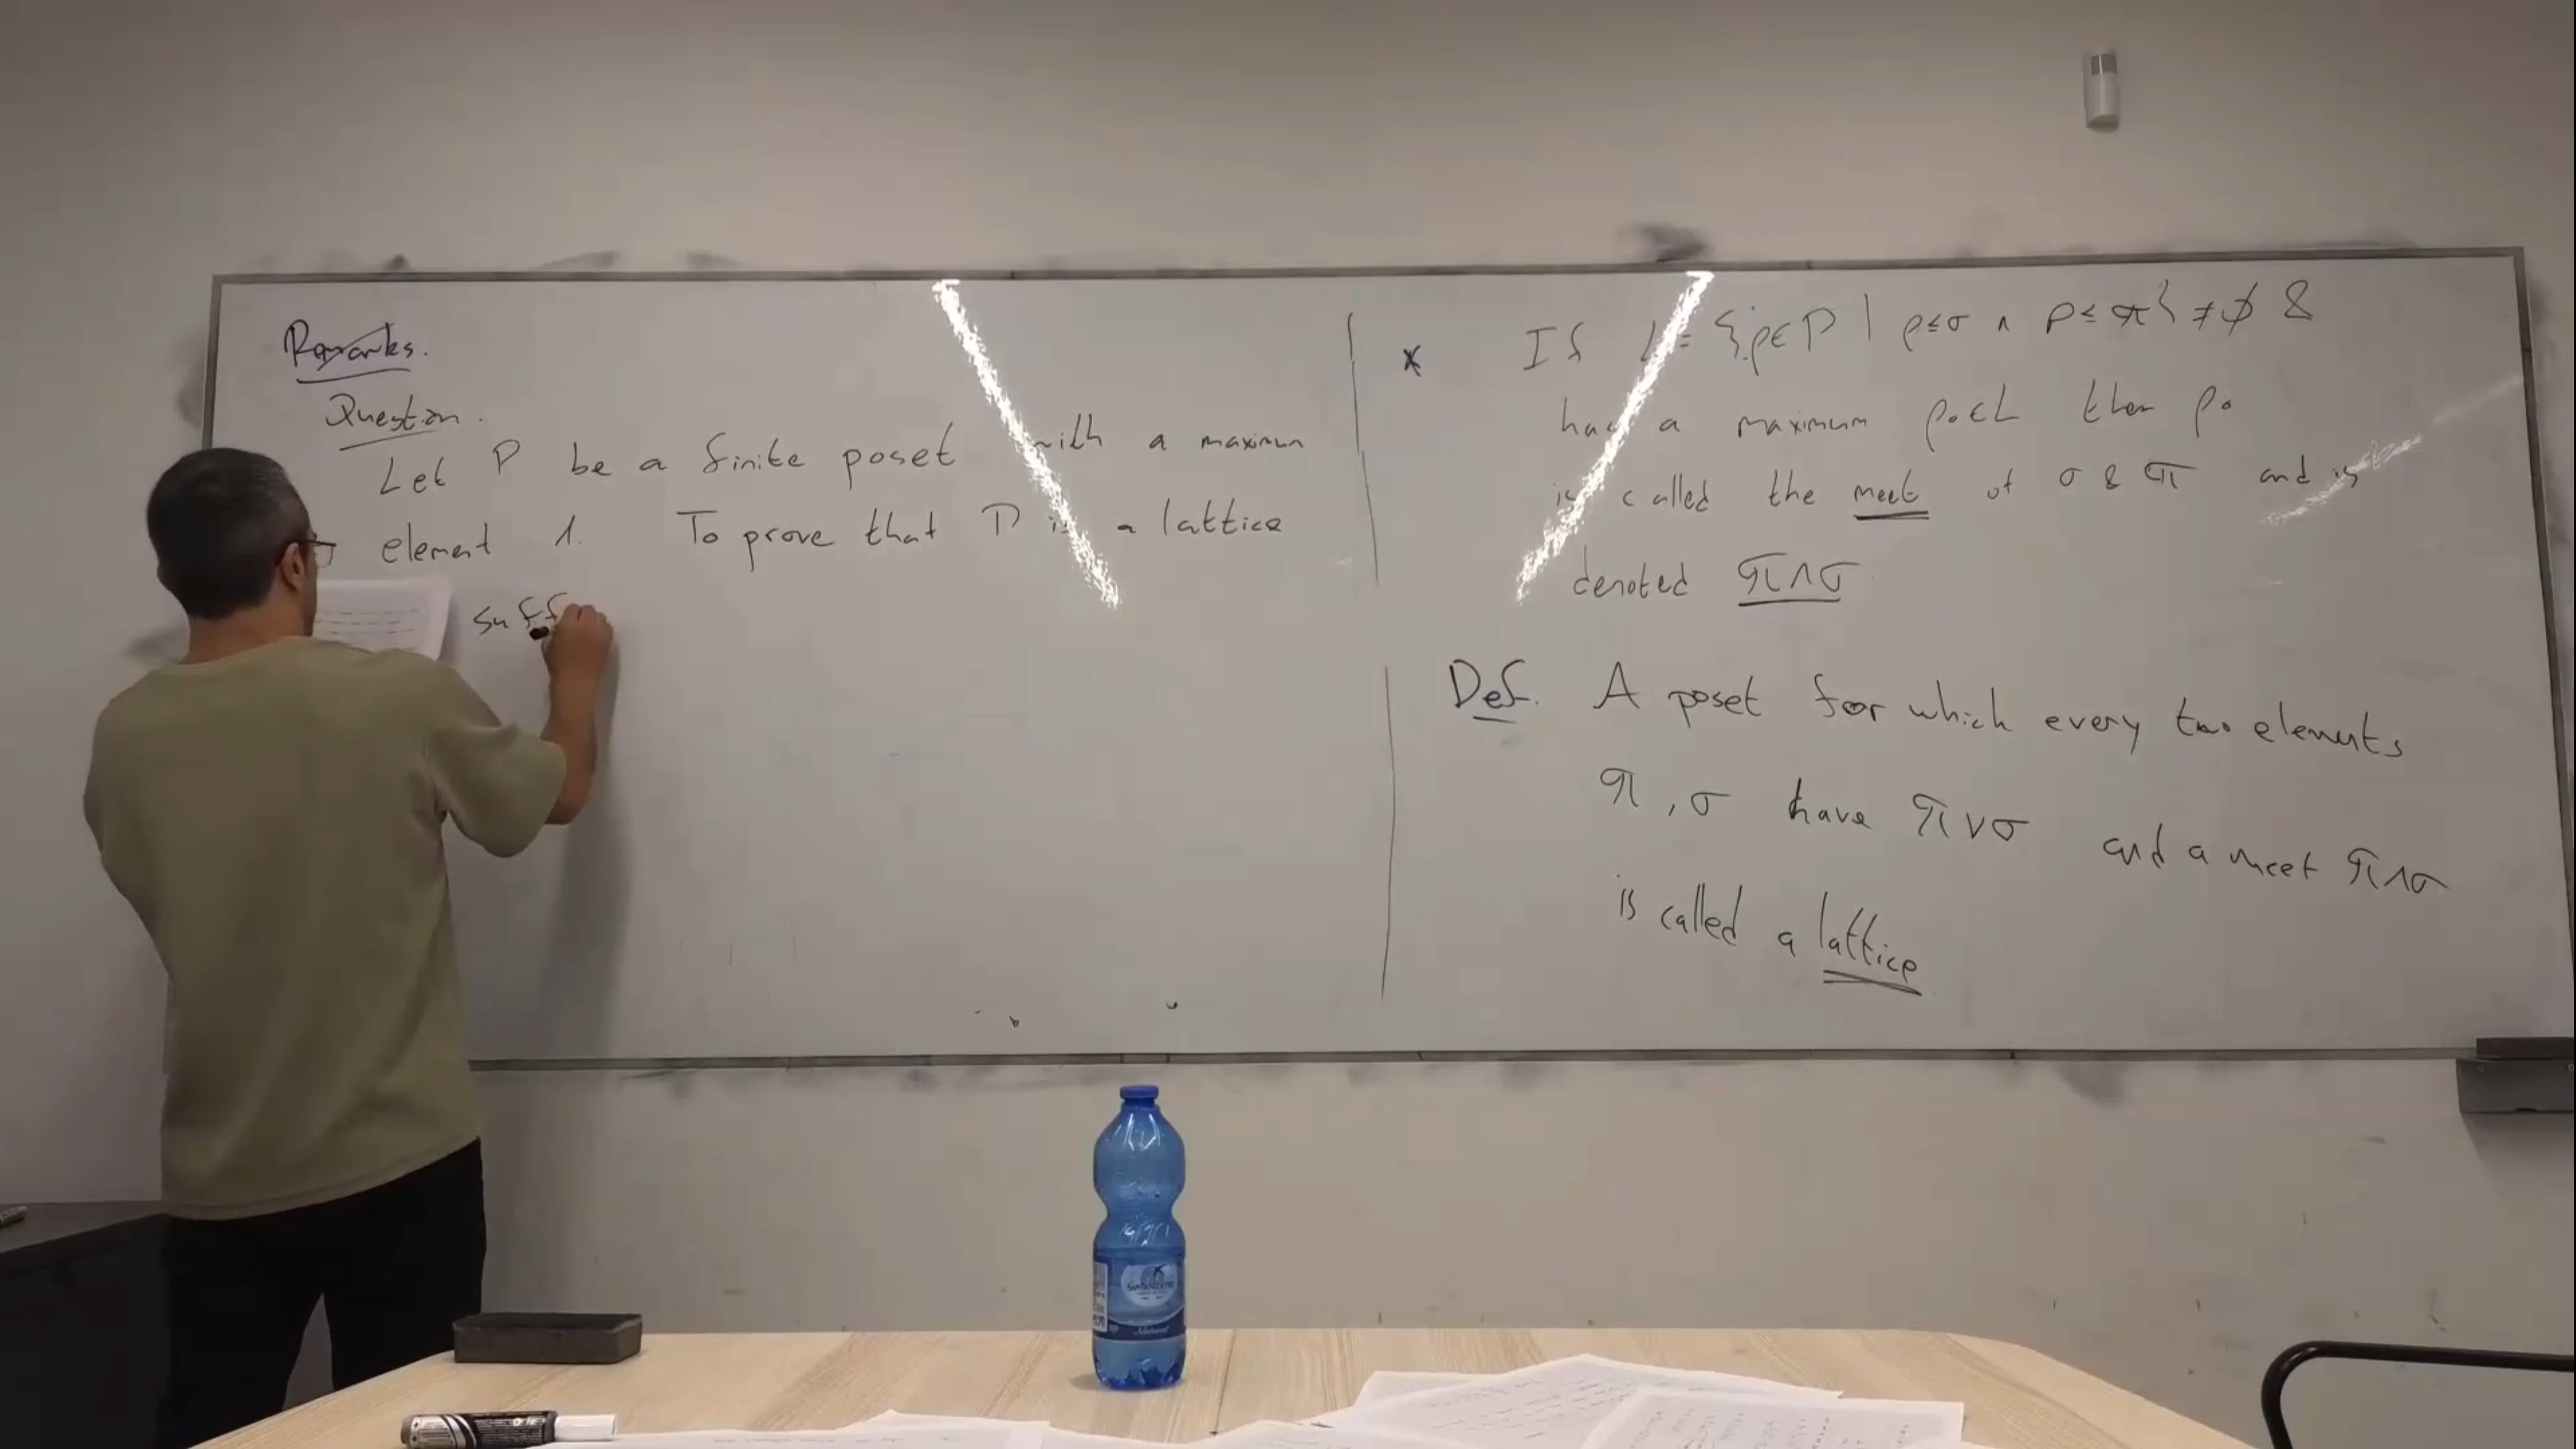 Remarks.
Question.
Let P be a finite poset with a maximum
element 1. To prove that P is a lattice
suff
* If L = {ρ∈P | ρ≤σ ∧ ρ≤π} ≠ ∅ &
has a maximum ρ₀∈L then ρ₀
is called the meet of σ & π and is
denoted π∧σ
Def. A poset for which every two elements
π, σ have π∨σ and a meet π∧σ
is called a lattice
SAN BENEDETTO